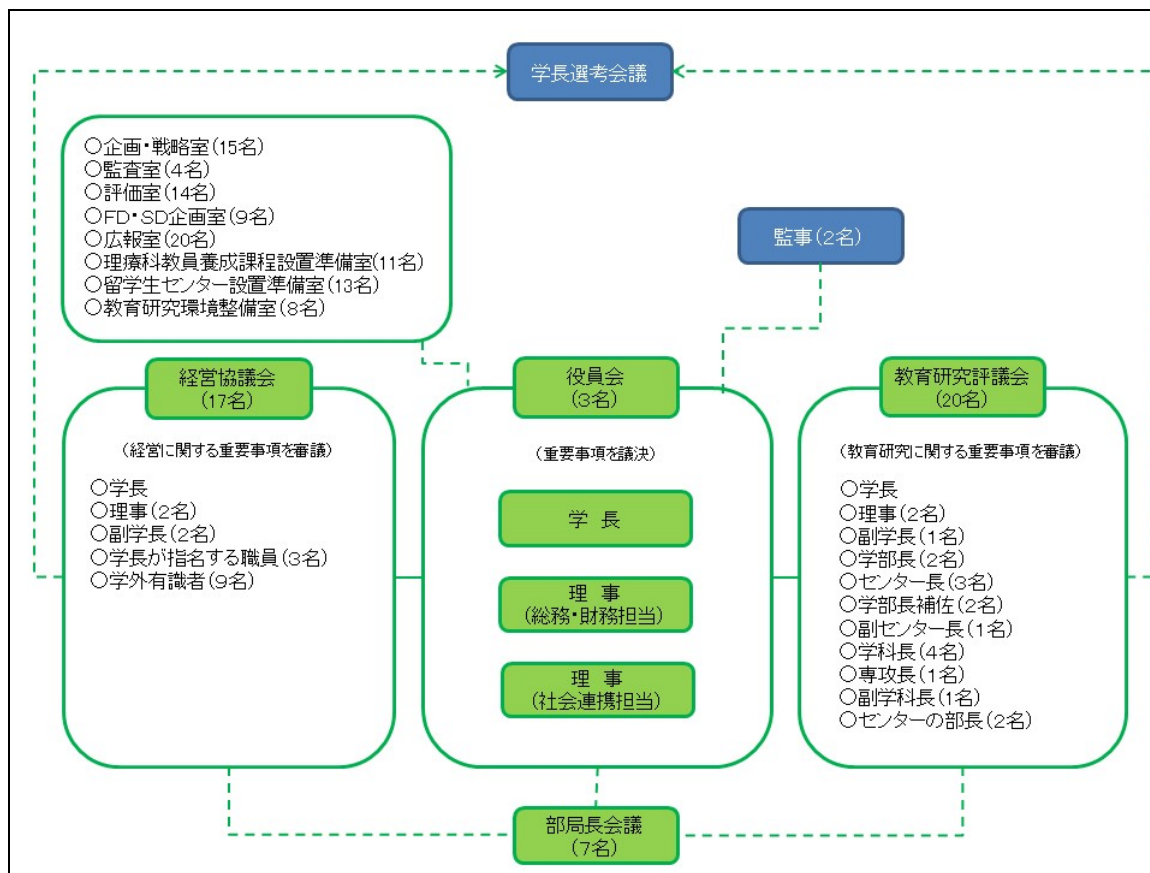 学長選考会議
○企画・戦略室(15名)
○監査室(4名)
○評価室(14名)
○FD・SD企画室(9名)
○広報室(20名)
○理療科教員養成課程設置準備室(11名)
○留学生センター設置準備室(13名)
○教育研究環境整備室(8名)
監事(2名)
経営協議会
(17名)
(経営に関する重要事項を審議)
○学長
○理事(2名)
○副学長(2名)
○学長が指名する職員(3名)
○学外有識者(9名)
役員会
(3名)
(重要事項を議決)
学 長
理 事
(総務・財務担当)
理 事
(社会連携担当)
教育研究評議会
(20名)
(教育研究に関する重要事項を審議)
○学長
○理事(2名)
○副学長(1名)
○学部長(2名)
○センター長(3名)
○学部長補佐(2名)
○副センター長(1名)
○学科長(4名)
○専攻長(1名)
○副学科長(1名)
○センターの部長(2名)
部局長会議
(7名)